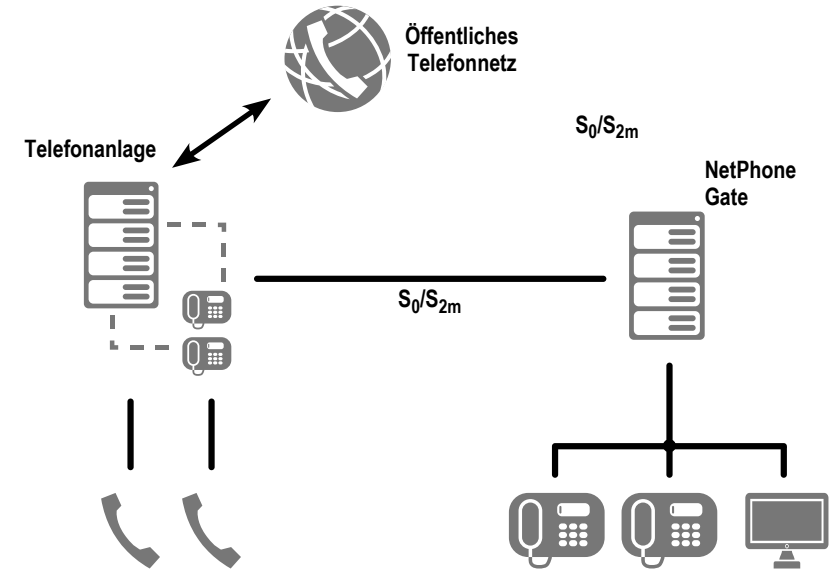 Öffentliches
Telefonnetz
S0/S2m
Telefonanlage
NetPhone
Gate
S0/S2m